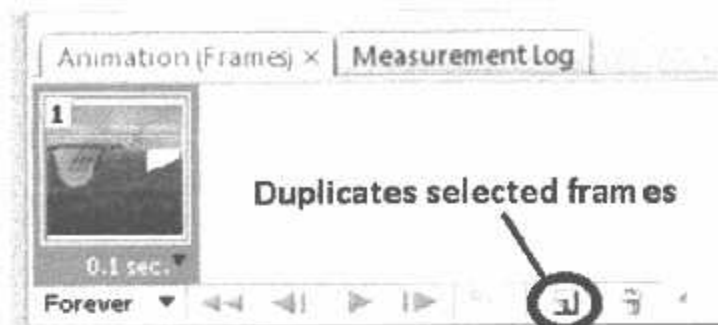 Animation (Frames) × Measurement Log
1
Duplicates selected frames
0.1 sec.
Forever